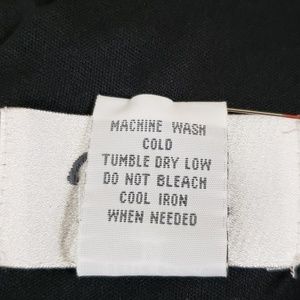 MACHINE WASH
COLD
TUMBLE DRY LOW
DO NOT BLEACH
COOL IRON
WHEN NEEDED